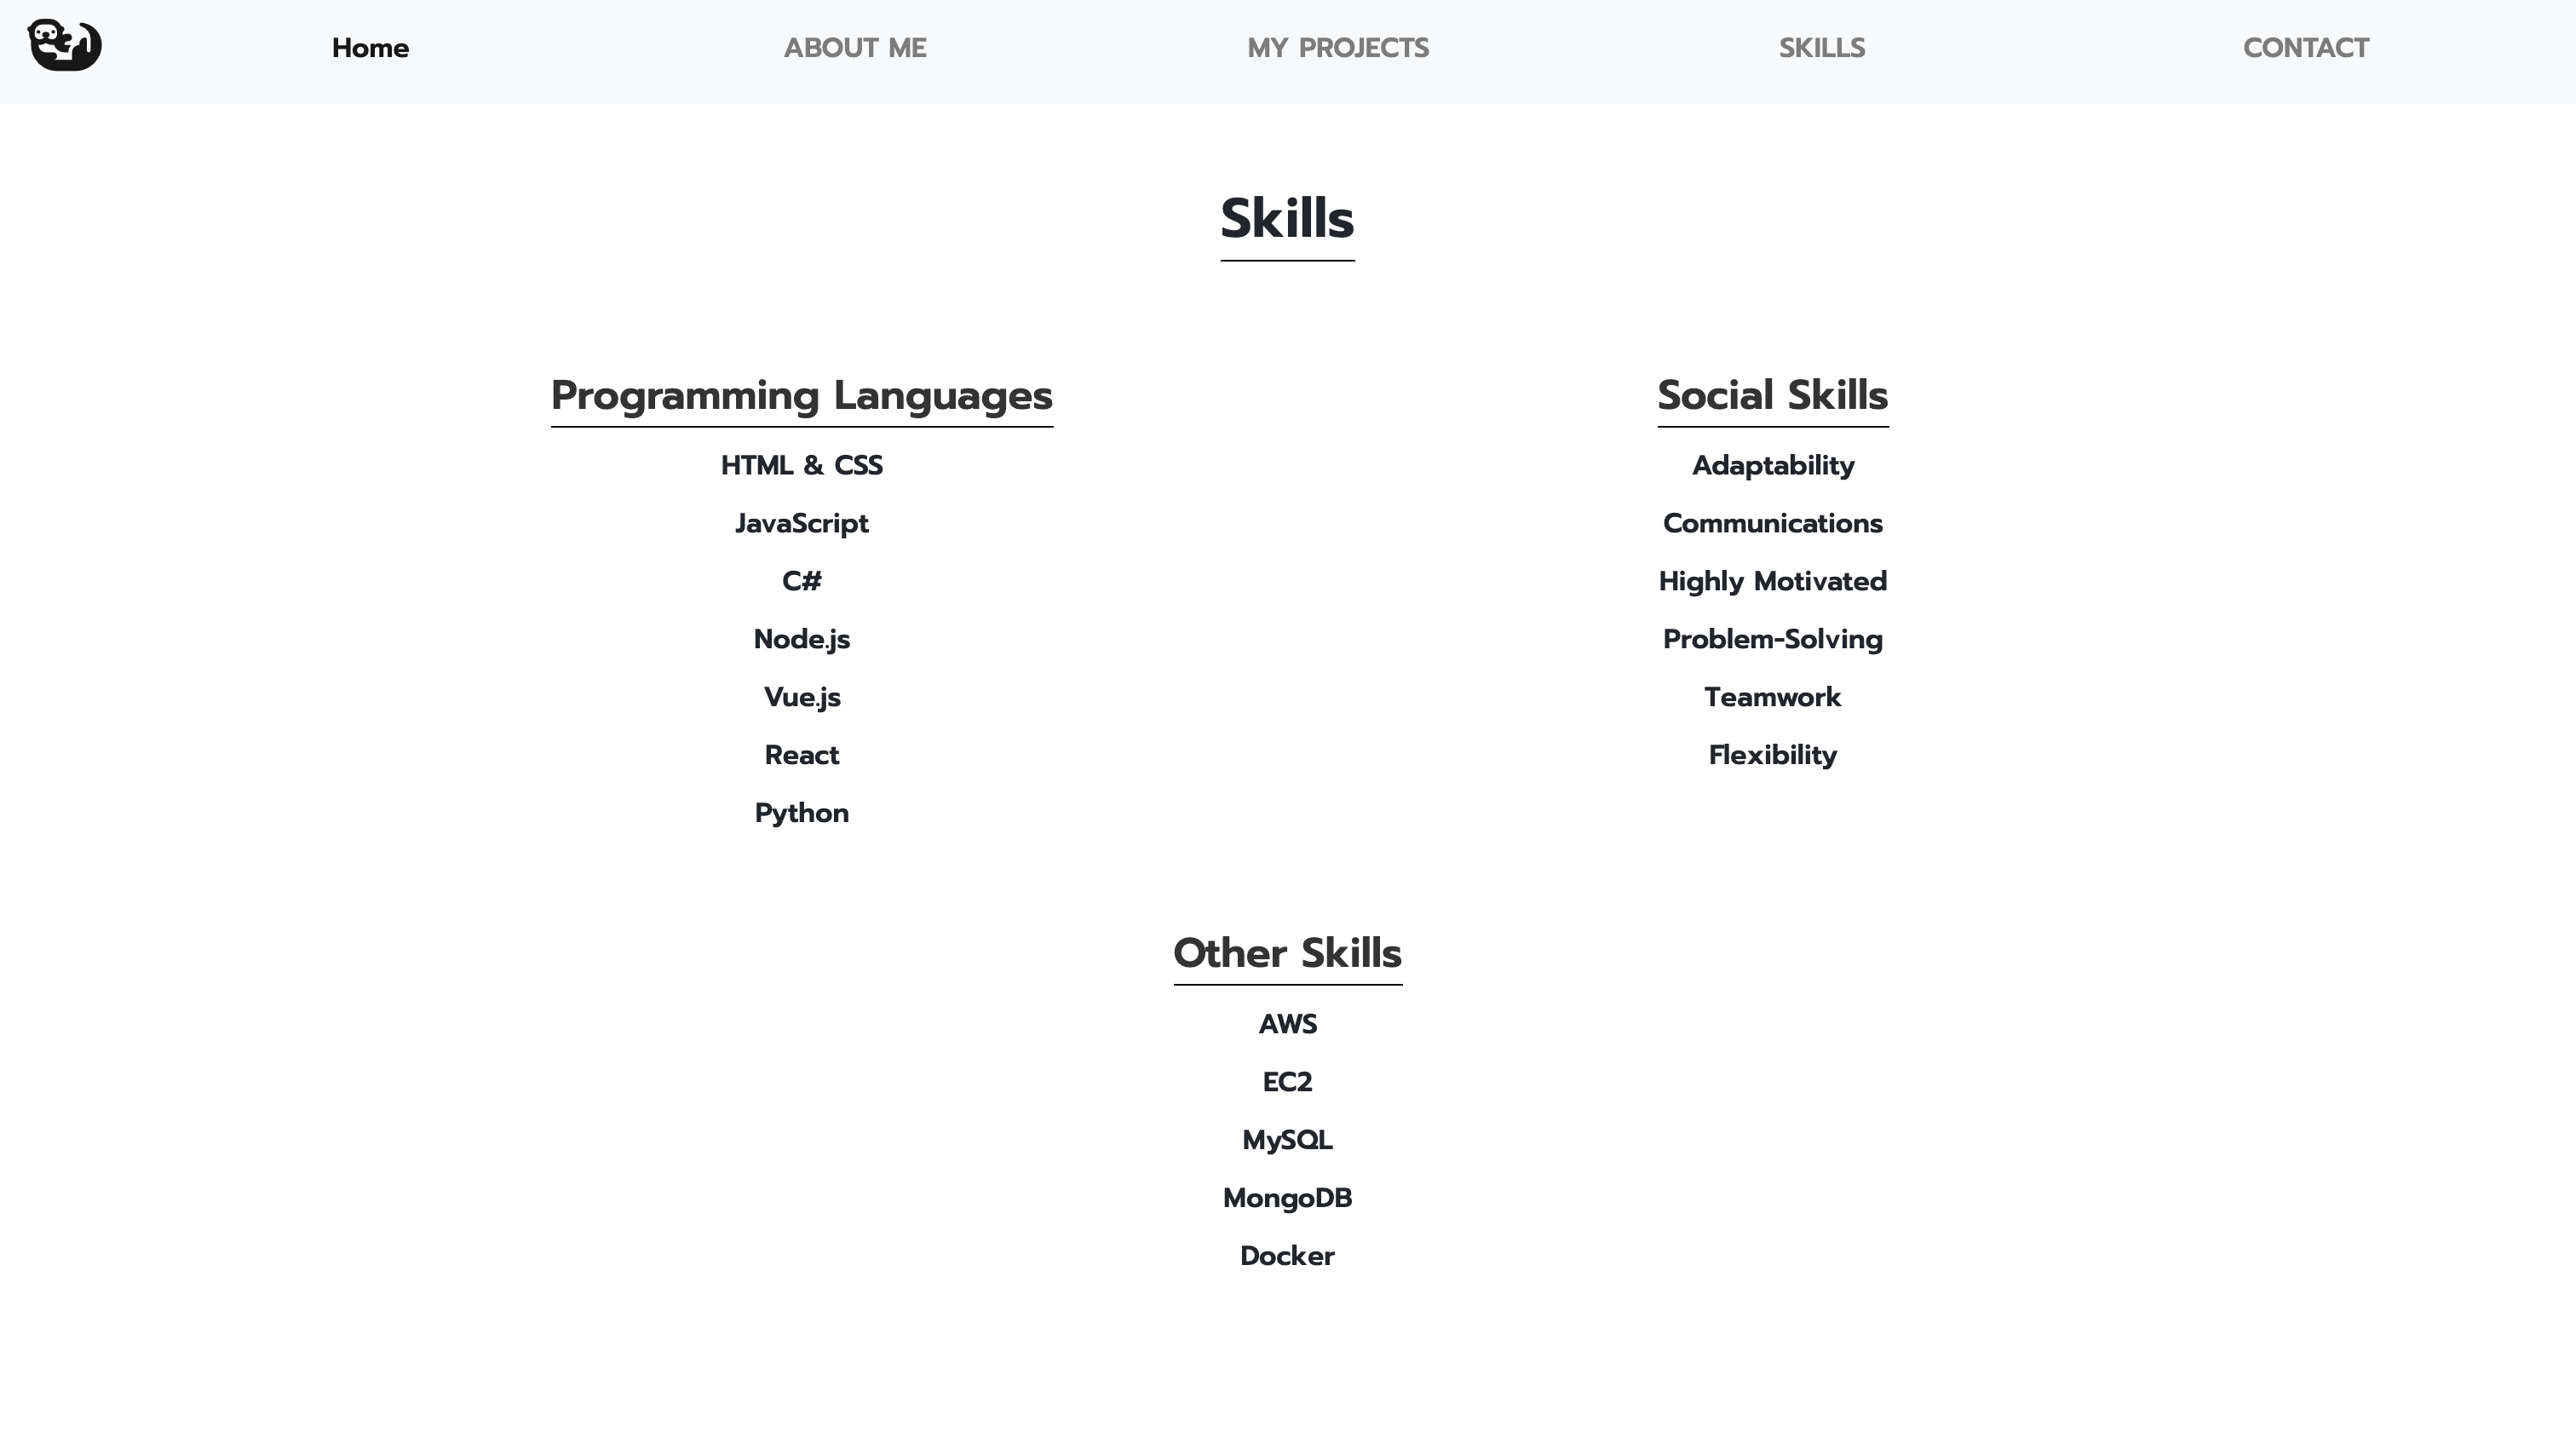 Home
ABOUT ME
MY PROJECTS
SKILLS
CONTACT
Skills
Programming Languages
HTML & CSS
JavaScript
C#
Node.js
Vue.js
React
Python
Social Skills
Adaptability
Communications
Highly Motivated
Problem-Solving
Teamwork
Flexibility
Other Skills
AWS
EC2
MySQL
MongoDB
Docker